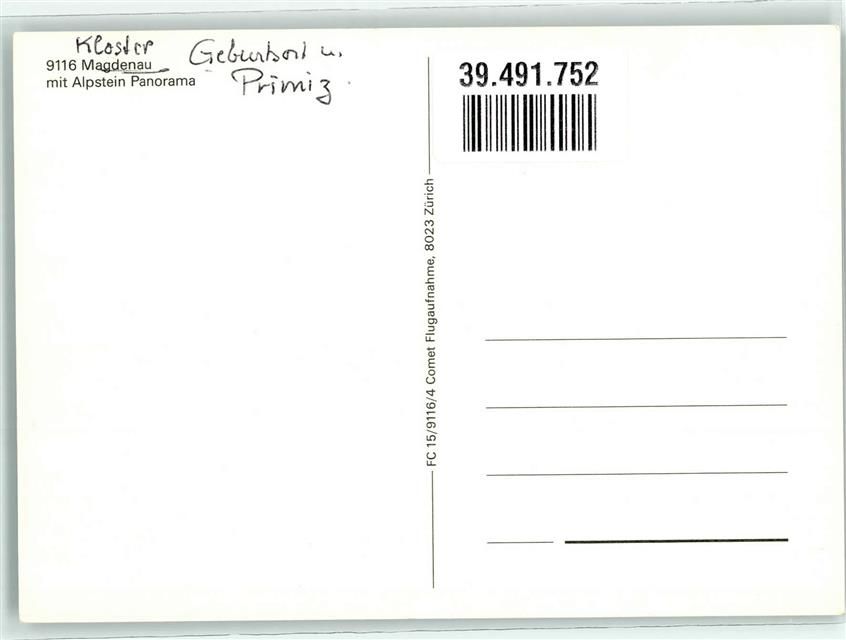 Kloster
9116 Magdenau
mit Alpstein Panorama
Geburtsort u.
Primiz.
39.491.752
FC 15/9116/4 Comet Flugaufnahme, 8023 Zürich